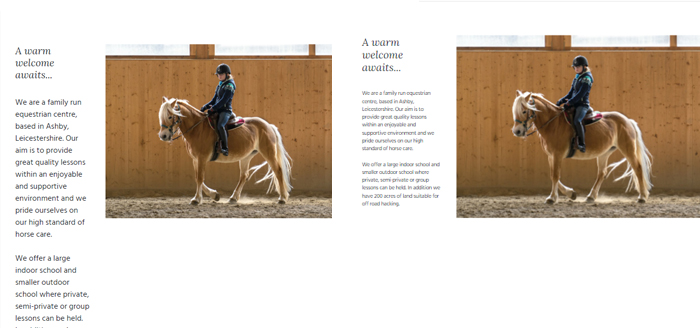 A warm
welcome
awaits...
We are a family run
equestrian centre,
based in Ashby,
Leicestershire. Our
aim is to provide
great quality lessons
within an enjoyable
and supportive
environment and we
pride ourselves on
our high standard of
horse care.
We offer a large
indoor school and
smaller outdoor
school where private,
semi-private or group
lessons can be held.
A warm
welcome
awaits...
We are a family run equestrian
centre, based in Ashby,
Leicestershire. Our aim is to
provide great quality lessons
within an enjoyable and
supportive environment and we
pride ourselves on our high
standard of horse care.
We offer a large indoor school and
smaller outdoor school where
private, semi-private or group
lessons can be held. In addition we
have 200 acres of land suitable for
off road hacking.